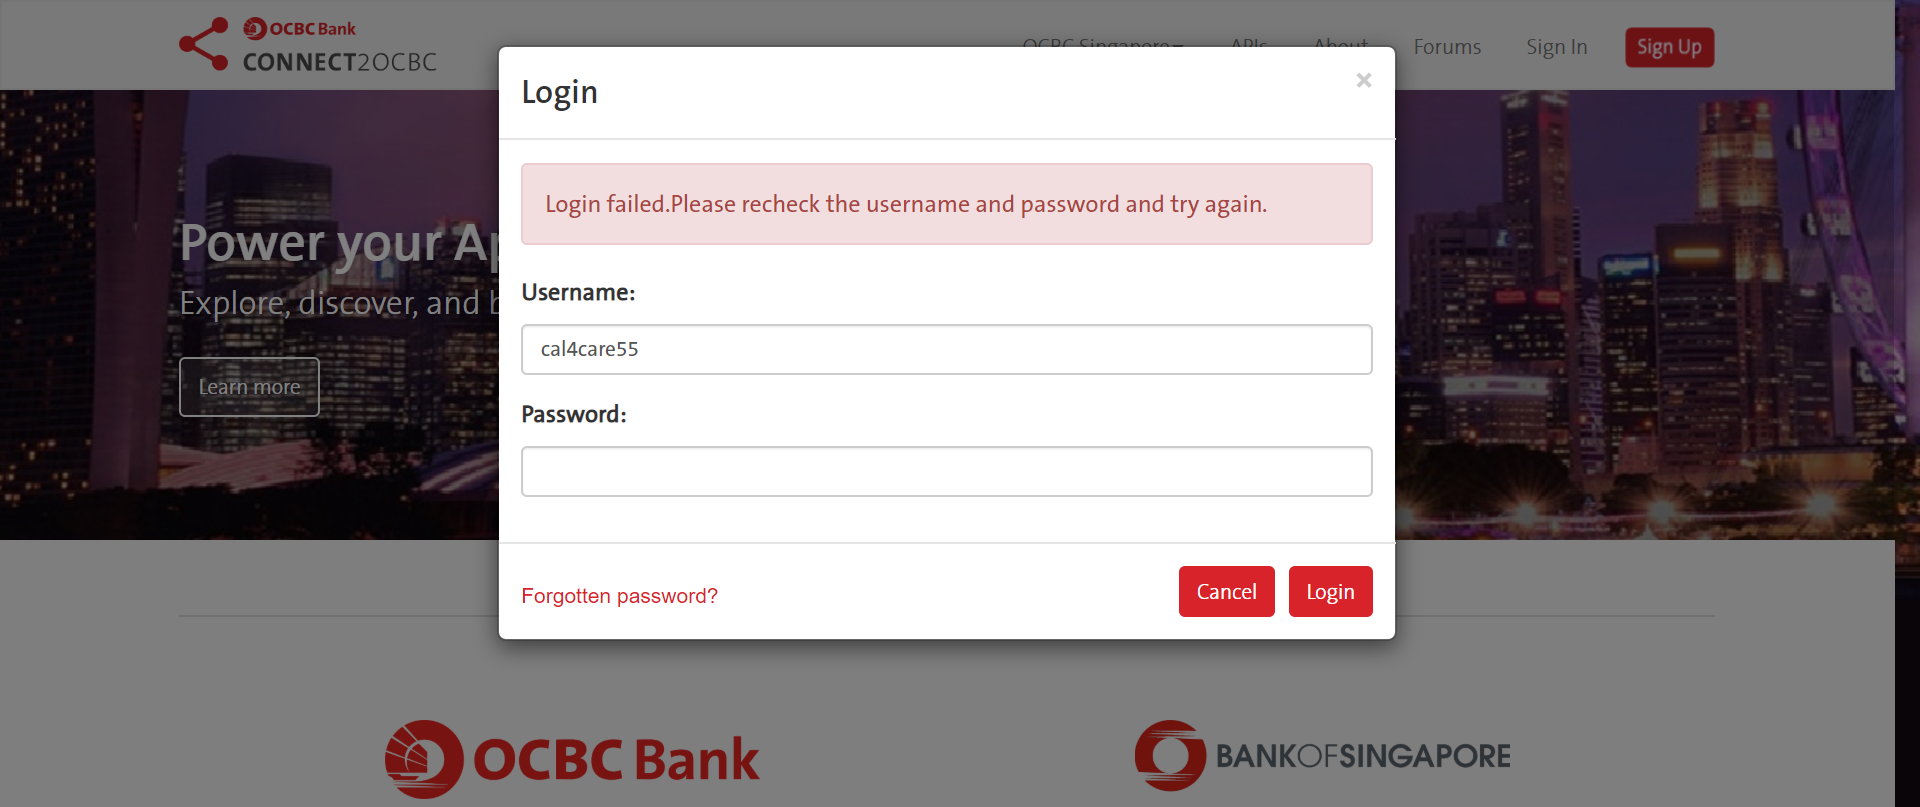 OCBC Bank
CONNECT2OCBC
OCBC Singapore
APIs
About
Forums
Sign In
Sign Up
Login
×
Login failed.Please recheck the username and password and try again.
Power your
Explore, discover, and
Username:
cal4care55
Learn more
Password:
Forgotten password?
Cancel
Login
OCBC Bank
BANKOFSINGAPORE